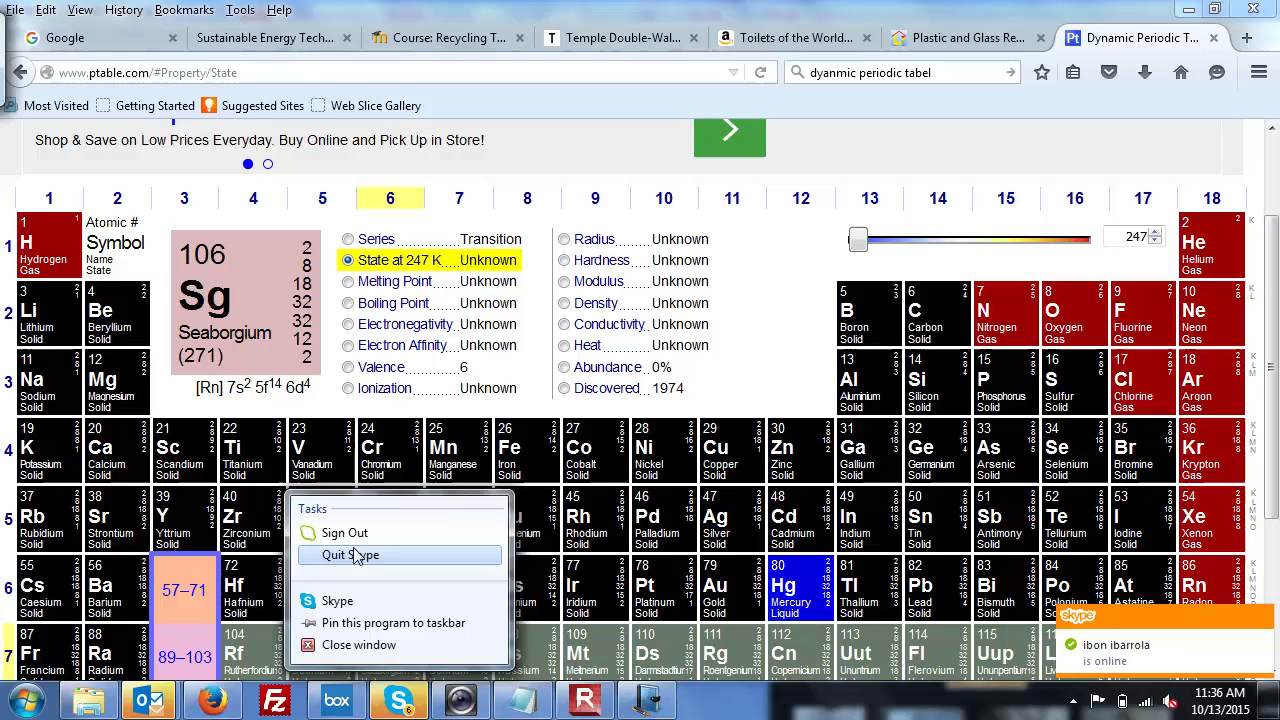 File Edit View History Bookmarks Tools Help
Google
Sustainable Energy Tech...
Course: Recycling T...
Temple Double-Wal...
Toilets of the World...
Plastic and Glass Re...
Pt Dynamic Periodic T...
www.ptable.com/#Property/State
dyanmic periodic tabel
Most Visited Getting Started Suggested Sites Web Slice Gallery
Shop & Save on Low Prices Everyday. Buy Online and Pick Up in Store!
1 2 3 4 5 6 7 8 9 10 11 12 13 14 15 16 17 18
1
1 1
H
Hydrogen
Gas
Atomic #
Symbol
Name
State
106
Sg
Seaborgium
(271)
2
8
18
32
32
12
2
[Rn] 7s2 5f14 6d4
Series Transition
State at 247 K Unknown
Melting Point Unknown
Boiling Point Unknown
Electronegativity Unknown
Electron Affinity Unknown
Valence 6
Ionization Unknown
Radius Unknown
Hardness Unknown
Modulus Unknown
Density Unknown
Conductivity Unknown
Heat Unknown
Abundance 0%
Discovered 1974
247
2 2
He
Helium
Gas
K
2
3 Li Lithium Solid
4 Be Beryllium Solid
5 B Boron Solid
6 C Carbon Solid
7 N Nitrogen Gas
8 O Oxygen Gas
9 F Fluorine Gas
10 Ne Neon Gas
3
11 Na Sodium Solid
12 Mg Magnesium Solid
13 Al Aluminium Solid
14 Si Silicon Solid
15 P Phosphorus Solid
16 S Sulfur Solid
17 Cl Chlorine Gas
18 Ar Argon Gas
4
19 K Potassium Solid
20 Ca Calcium Solid
21 Sc Scandium Solid
22 Ti Titanium Solid
23 V Vanadium Solid
24 Cr Chromium Solid
25 Mn Manganese Solid
26 Fe Iron Solid
27 Co Cobalt Solid
28 Ni Nickel Solid
29 Cu Copper Solid
30 Zn Zinc Solid
31 Ga Gallium Solid
32 Ge Germanium Solid
33 As Arsenic Solid
34 Se Selenium Solid
35 Br Bromine Solid
36 Kr Krypton Gas
5
37 Rb Rubidium Solid
38 Sr Strontium Solid
39 Y Yttrium Solid
40 Zr Zirconium Solid
45 Rh Rhodium Solid
46 Pd Palladium Solid
47 Ag Silver Solid
48 Cd Cadmium Solid
49 In Indium Solid
50 Sn Tin Solid
51 Sb Antimony Solid
52 Te Tellurium Solid
53 I Iodine Solid
54 Xe Xenon Gas
6
55 Cs Caesium Solid
56 Ba Barium Solid
57–71
72 Hf Hafnium Solid
77 Ir Iridium Solid
78 Pt Platinum Solid
79 Au Gold Solid
80 Hg Mercury Liquid
81 Tl Thallium Solid
82 Pb Lead Solid
83 Bi Bismuth Solid
84 Po Polonium
85 At Astatine
86 Rn Radon
7
87 Fr Francium
88 Ra Radium
89–103
104 Rf
109 Mt Meitnerium
110 Ds
111 Rg
112 Cn Copernicium
113 Uut
114 Fl Flerovium
115 Uup
Tasks
Sign Out
Quit Skype
Skype
Pin this program to taskbar
Close window
skype
ibon ibarrola
is online
box
6
11:36 AM
10/13/2015